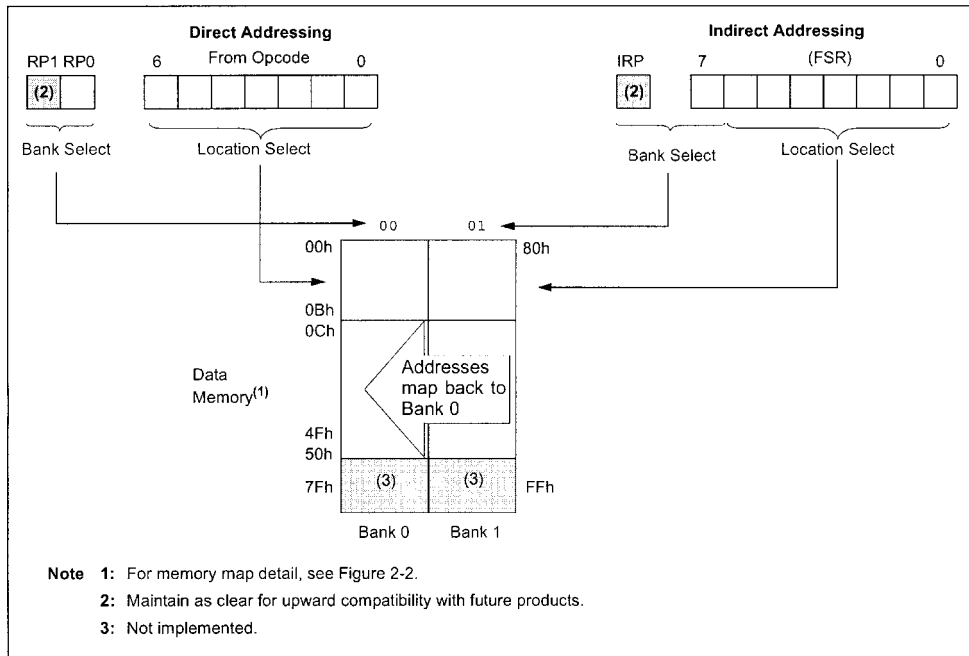 Direct Addressing
Indirect Addressing
RP1 RP0
6
From Opcode
0
IRP
7
(FSR)
0
(2)
(2)
Bank Select
Location Select
Bank Select
Location Select
00
01
00h
80h
0Bh
0Ch
Data
Memory(1)
Addresses
map back to
Bank 0
4Fh
50h
7Fh
(3)
(3)
FFh
Bank 0
Bank 1
Note 1: For memory map detail, see Figure 2-2.
2: Maintain as clear for upward compatibility with future products.
3: Not implemented.